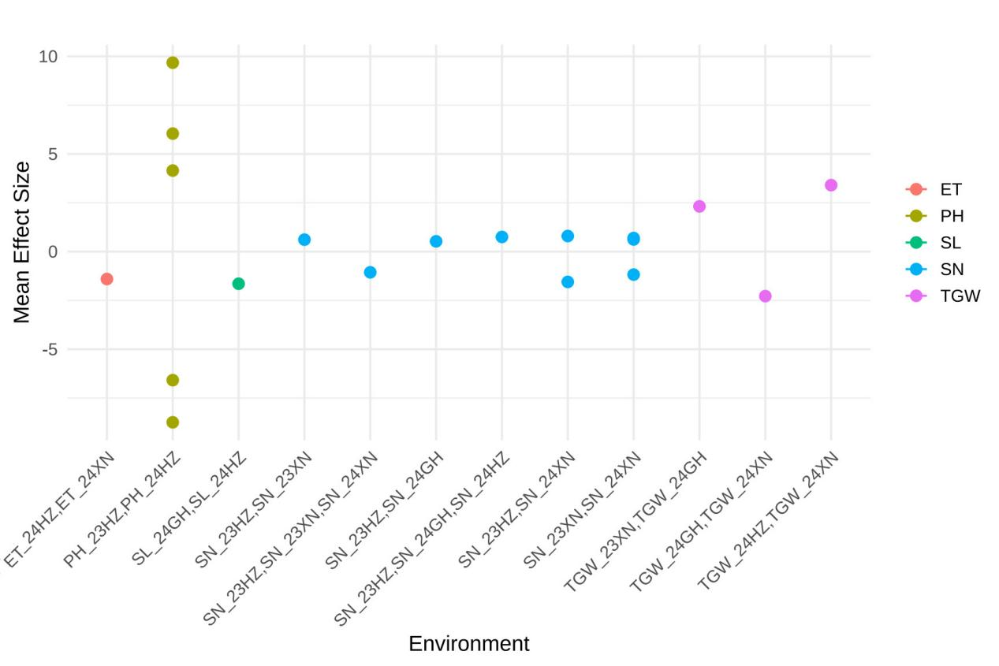 10
5
0
-5
Mean Effect Size
ET_24HZ,ET_24XN
PH_23HZ,PH_24HZ
SL_24GH,SL_24HZ
SN_23HZ,SN_23XN
SN_23HZ,SN_23XN,SN_24XN
SN_23HZ,SN_24GH
SN_23HZ,SN_24GH,SN_24HZ
SN_23HZ,SN_24XN
SN_23XN,SN_24XN
TGW_23XN,TGW_24GH
TGW_24GH,TGW_24XN
TGW_24HZ,TGW_24XN
Environment
ET
PH
SL
SN
TGW